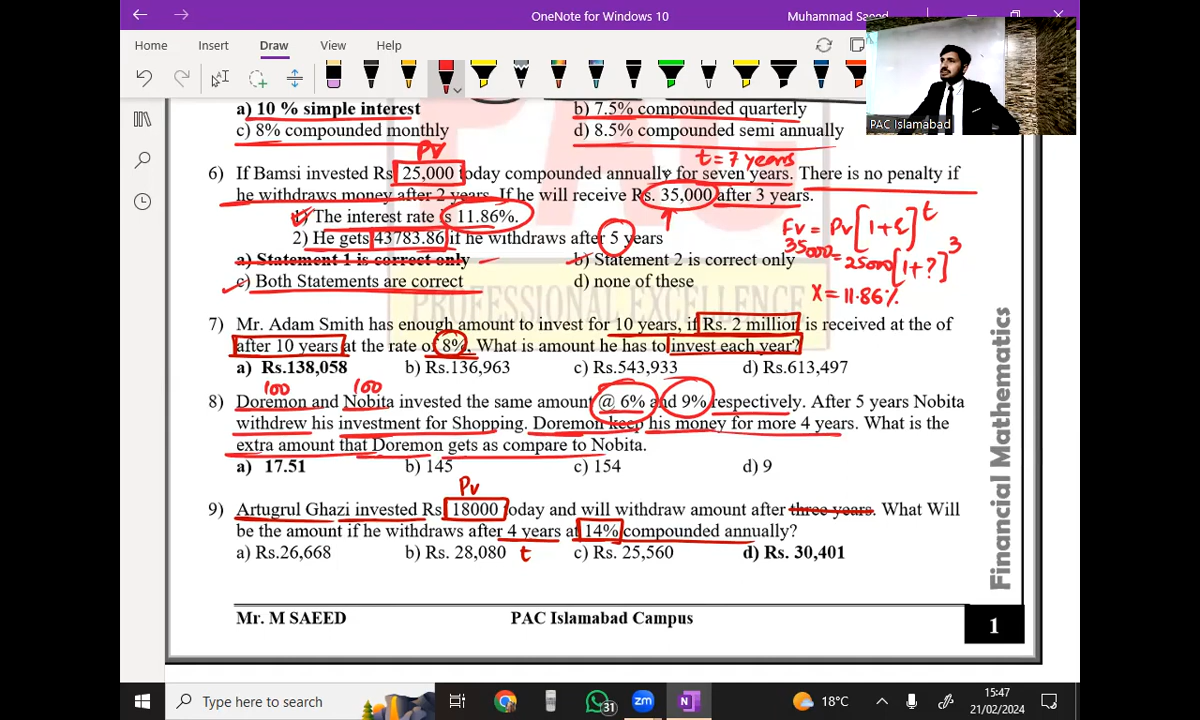 OneNote for Windows 10
Muhammad Saeed
Home Insert Draw View Help
PAC Islamabad
a) 10 % simple interest b) 7.5% compounded quarterly
c) 8% compounded monthly d) 8.5% compounded semi annually
PV
t = 7 years
6) If Bamsi invested Rs 25,000 today compounded annually for seven years. There is no penalty if
he withdraws money after 2 years. If he will receive Rs. 35,000 after 3 years.
1) The interest rate is 11.86%.
2) He gets 43783.86 if he withdraws after 5 years
a) Statement 1 is correct only b) Statement 2 is correct only
c) Both Statements are correct d) none of these
FV = PV[1+ξ]^t
35000 = 25000[1+?]^3
X = 11.86%
PROFESSIONAL EXCELLENCE
7) Mr. Adam Smith has enough amount to invest for 10 years, if Rs. 2 million is received at the of
after 10 years at the rate of 8%. What is amount he has to invest each year?
a) Rs.138,058 b) Rs.136,963 c) Rs.543,933 d) Rs.613,497
100 100
8) Doremon and Nobita invested the same amount @ 6% and 9% respectively. After 5 years Nobita
withdrew his investment for Shopping. Doremon keep his money for more 4 years. What is the
extra amount that Doremon gets as compare to Nobita.
a) 17.51 b) 145 c) 154 d) 9
PV
9) Artugrul Ghazi invested Rs 18000 today and will withdraw amount after three years. What Will
be the amount if he withdraws after 4 years at 14% compounded annually?
a) Rs.26,668 b) Rs. 28,080 t c) Rs. 25,560 d) Rs. 30,401
Financial Mathematics
Mr. M SAEED PAC Islamabad Campus 1
Type here to search
31
zm
N
18°C
15:47
21/02/2024